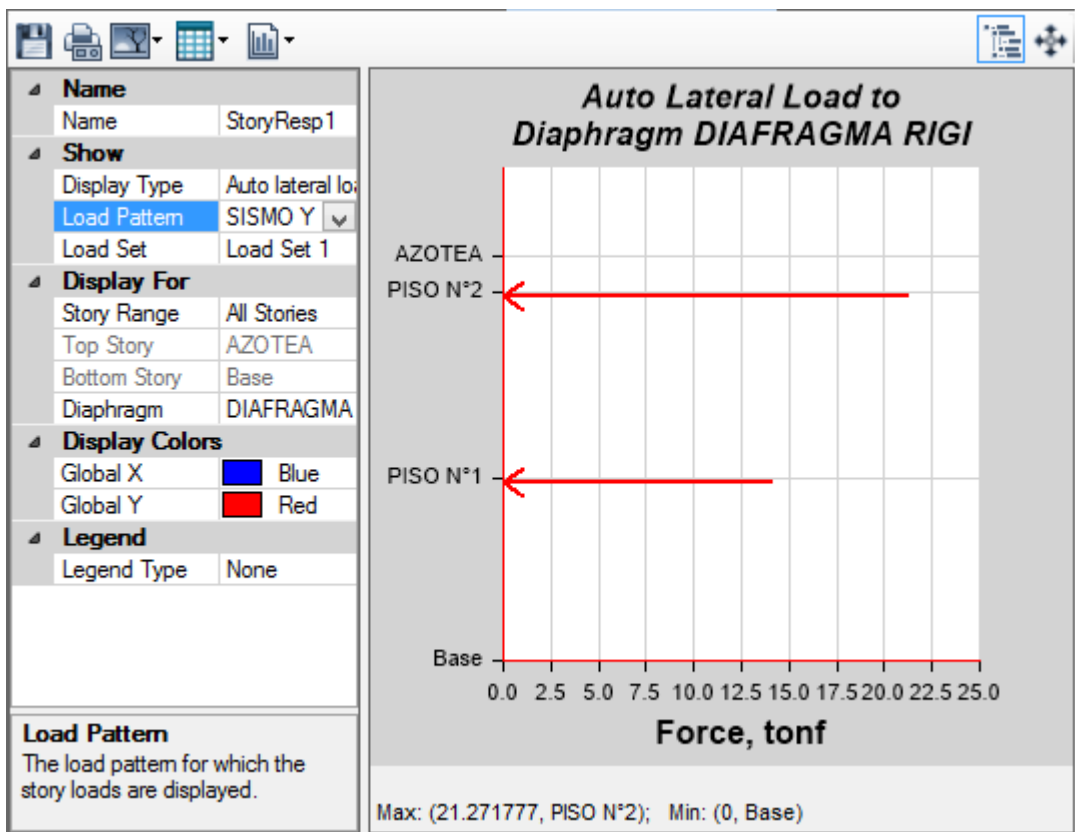 Name
Name StoryResp1
Show
Display Type Auto lateral loa
Load Pattern SISMO Y
Load Set Load Set 1
Display For
Story Range All Stories
Top Story AZOTEA
Bottom Story Base
Diaphragm DIAFRAGMA
Display Colors
Global X Blue
Global Y Red
Legend
Legend Type None
Load Pattern
The load pattern for which the
story loads are displayed.
Auto Lateral Load to
Diaphragm DIAFRAGMA RIGI
AZOTEA
PISO N°2
PISO N°1
Base
0.0 2.5 5.0 7.5 10.0 12.5 15.0 17.5 20.0 22.5 25.0
Force, tonf
Max: (21.271777, PISO N°2); Min: (0, Base)